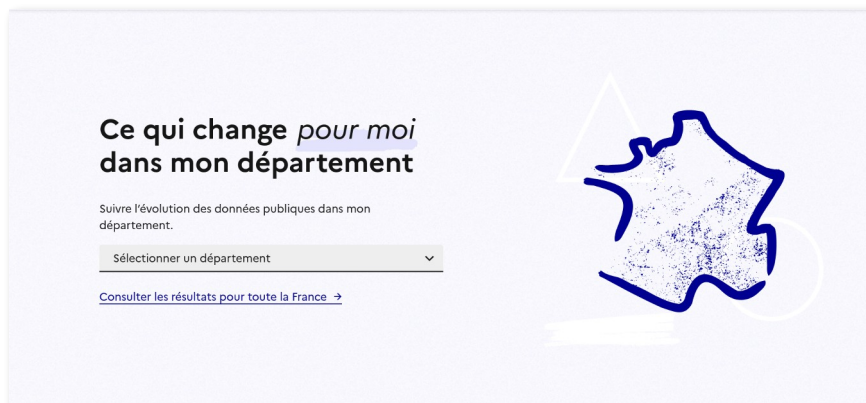 Ce qui change pour moi
dans mon département
Suivre l’évolution des données publiques dans mon
département.
Sélectionner un département
Consulter les résultats pour toute la France →